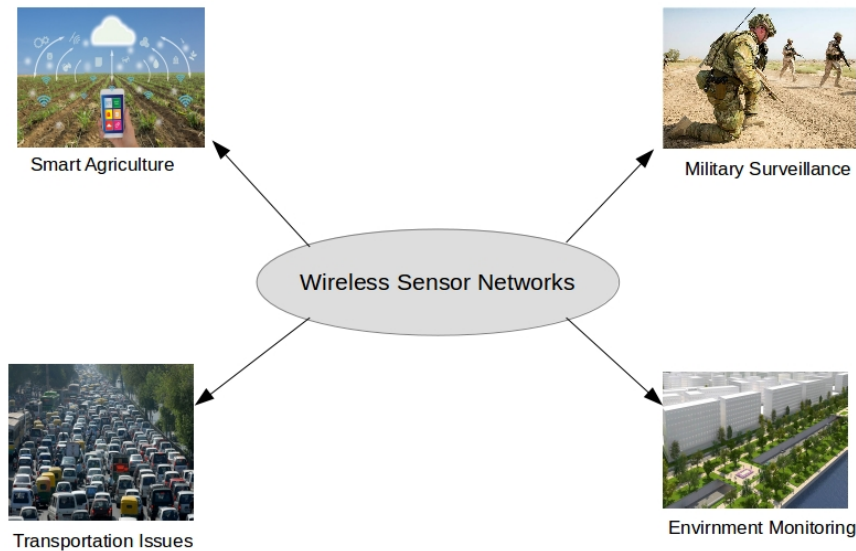 Smart Agriculture
Military Surveillance
Wireless Sensor Networks
Transportation Issues
Envirnment Monitoring